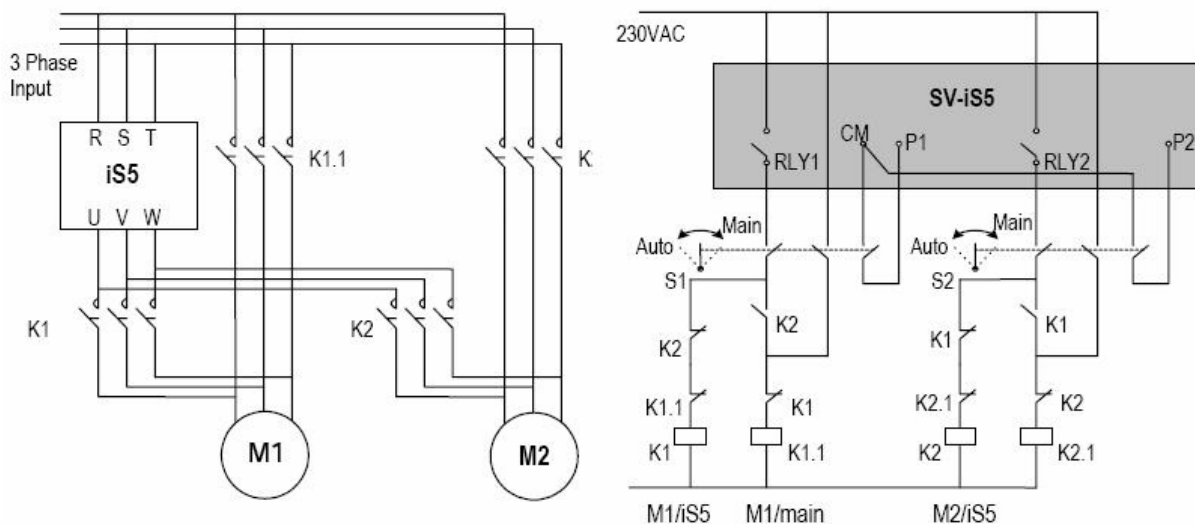 3 Phase
Input
R S T
iS5
U V W
K1.1
K1
K2
M1
M2
230VAC
SV-iS5
CM
P1
P2
RLY1
RLY2
Auto
Main
S1
Auto
Main
S2
K2
K2
K1
K1
K1.1
K1
K2.1
K2
K1
K1.1
K2
K2.1
M1/iS5
M1/main
M2/iS5